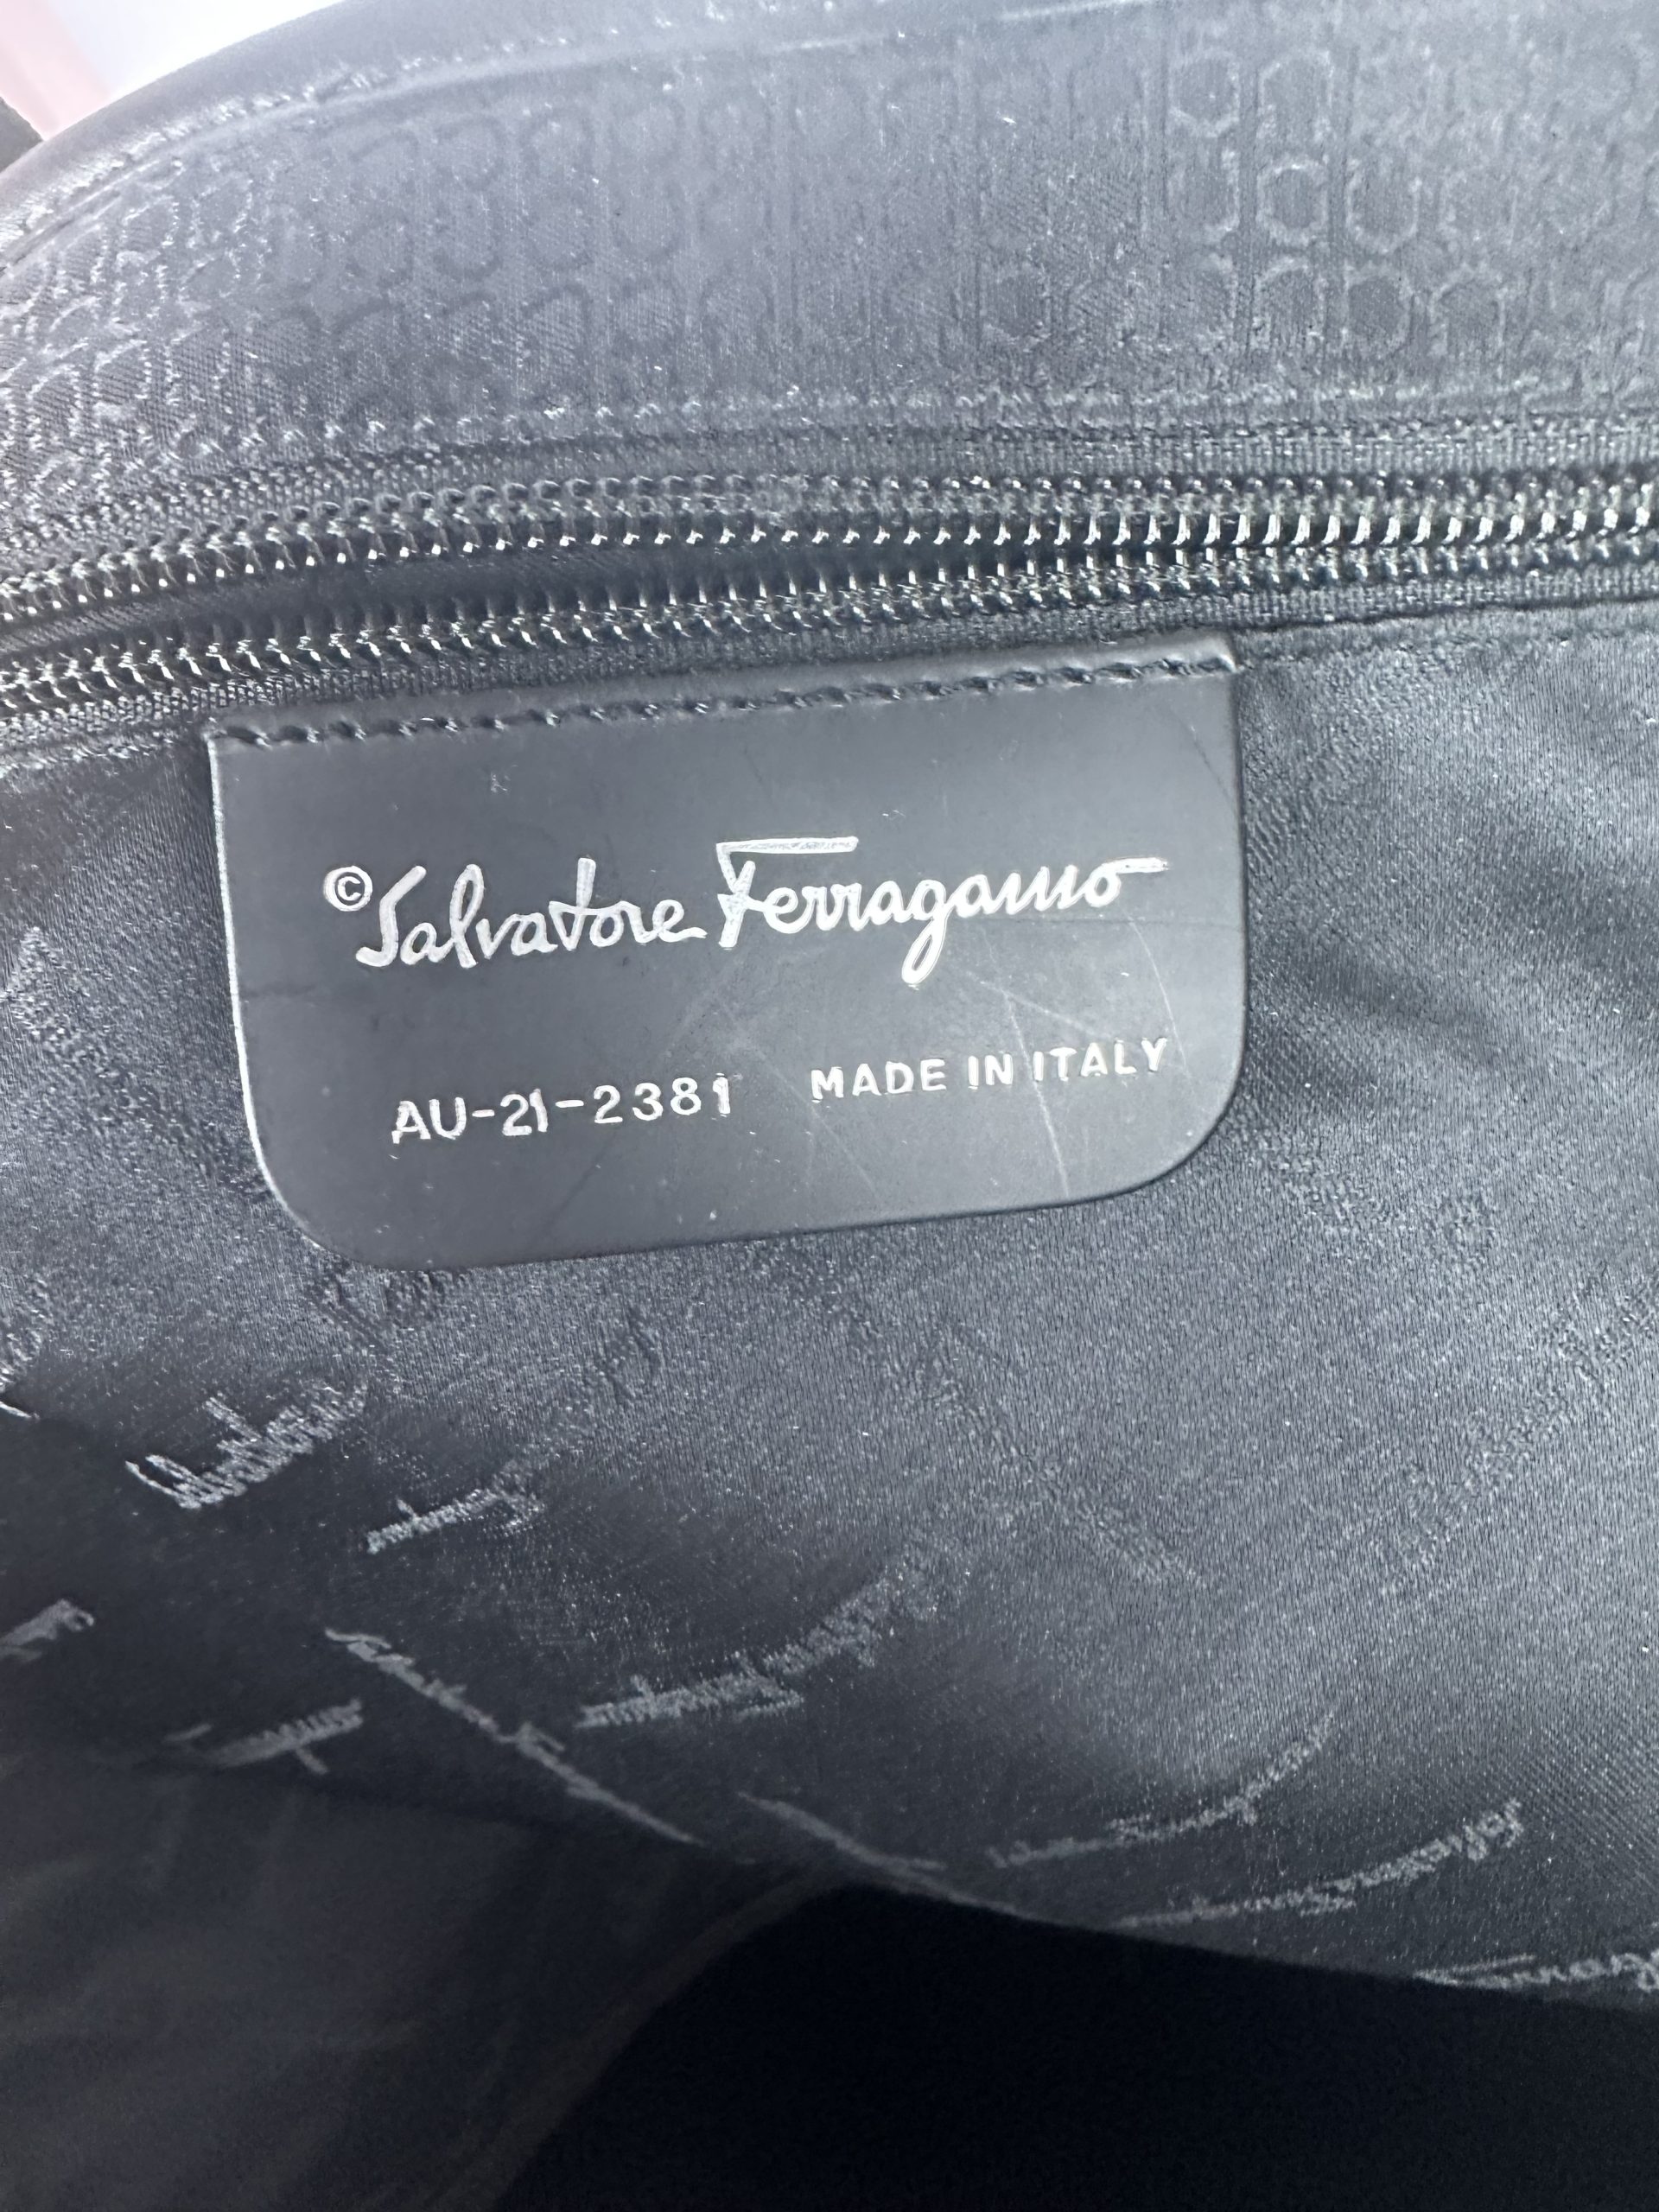 © Salvatore Ferragamo
AU-21-2381 MADE IN ITALY